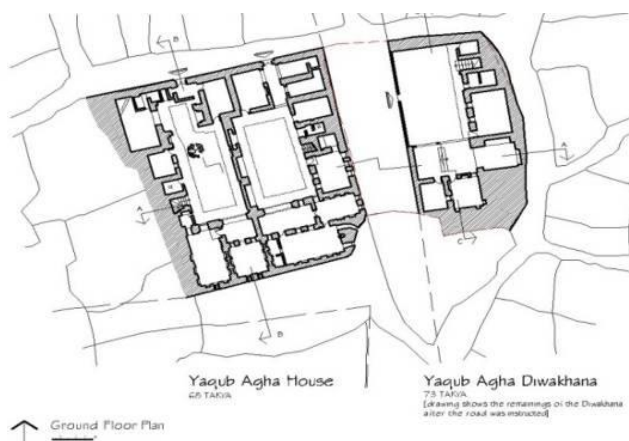 B
A
A
C
B
Yaqub Agha House
68 TAKYA
Yaqub Agha Diwakhana
73 TAKYA
[drawing shows the remainings of the Diwakhana
after the road was instructed]
Ground Floor Plan